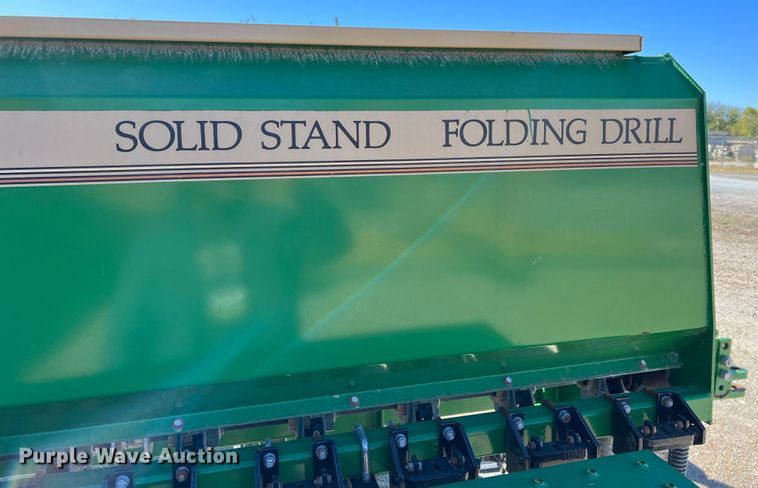 SOLID STAND FOLDING DRILL
Purple Wave Auction